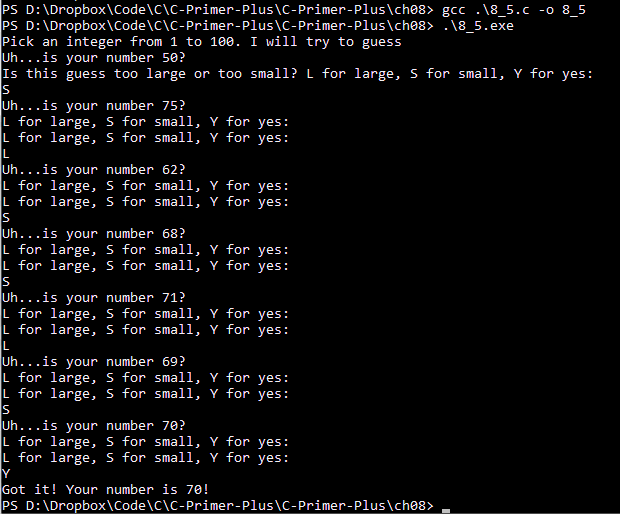 PS D:\Dropbox\Code\C\C-Primer-Plus\C-Primer-Plus\ch08> gcc .\8_5.c -o 8_5
PS D:\Dropbox\Code\C\C-Primer-Plus\C-Primer-Plus\ch08> .\8_5.exe
Pick an integer from 1 to 100. I will try to guess
Uh...is your number 50?
Is this guess too large or too small? L for large, S for small, Y for yes:
S
Uh...is your number 75?
L for large, S for small, Y for yes:
L for large, S for small, Y for yes:
L
Uh...is your number 62?
L for large, S for small, Y for yes:
L for large, S for small, Y for yes:
S
Uh...is your number 68?
L for large, S for small, Y for yes:
L for large, S for small, Y for yes:
S
Uh...is your number 71?
L for large, S for small, Y for yes:
L for large, S for small, Y for yes:
L
Uh...is your number 69?
L for large, S for small, Y for yes:
L for large, S for small, Y for yes:
S
Uh...is your number 70?
L for large, S for small, Y for yes:
L for large, S for small, Y for yes:
Y
Got it! Your number is 70!
PS D:\Dropbox\Code\C\C-Primer-Plus\C-Primer-Plus\ch08>